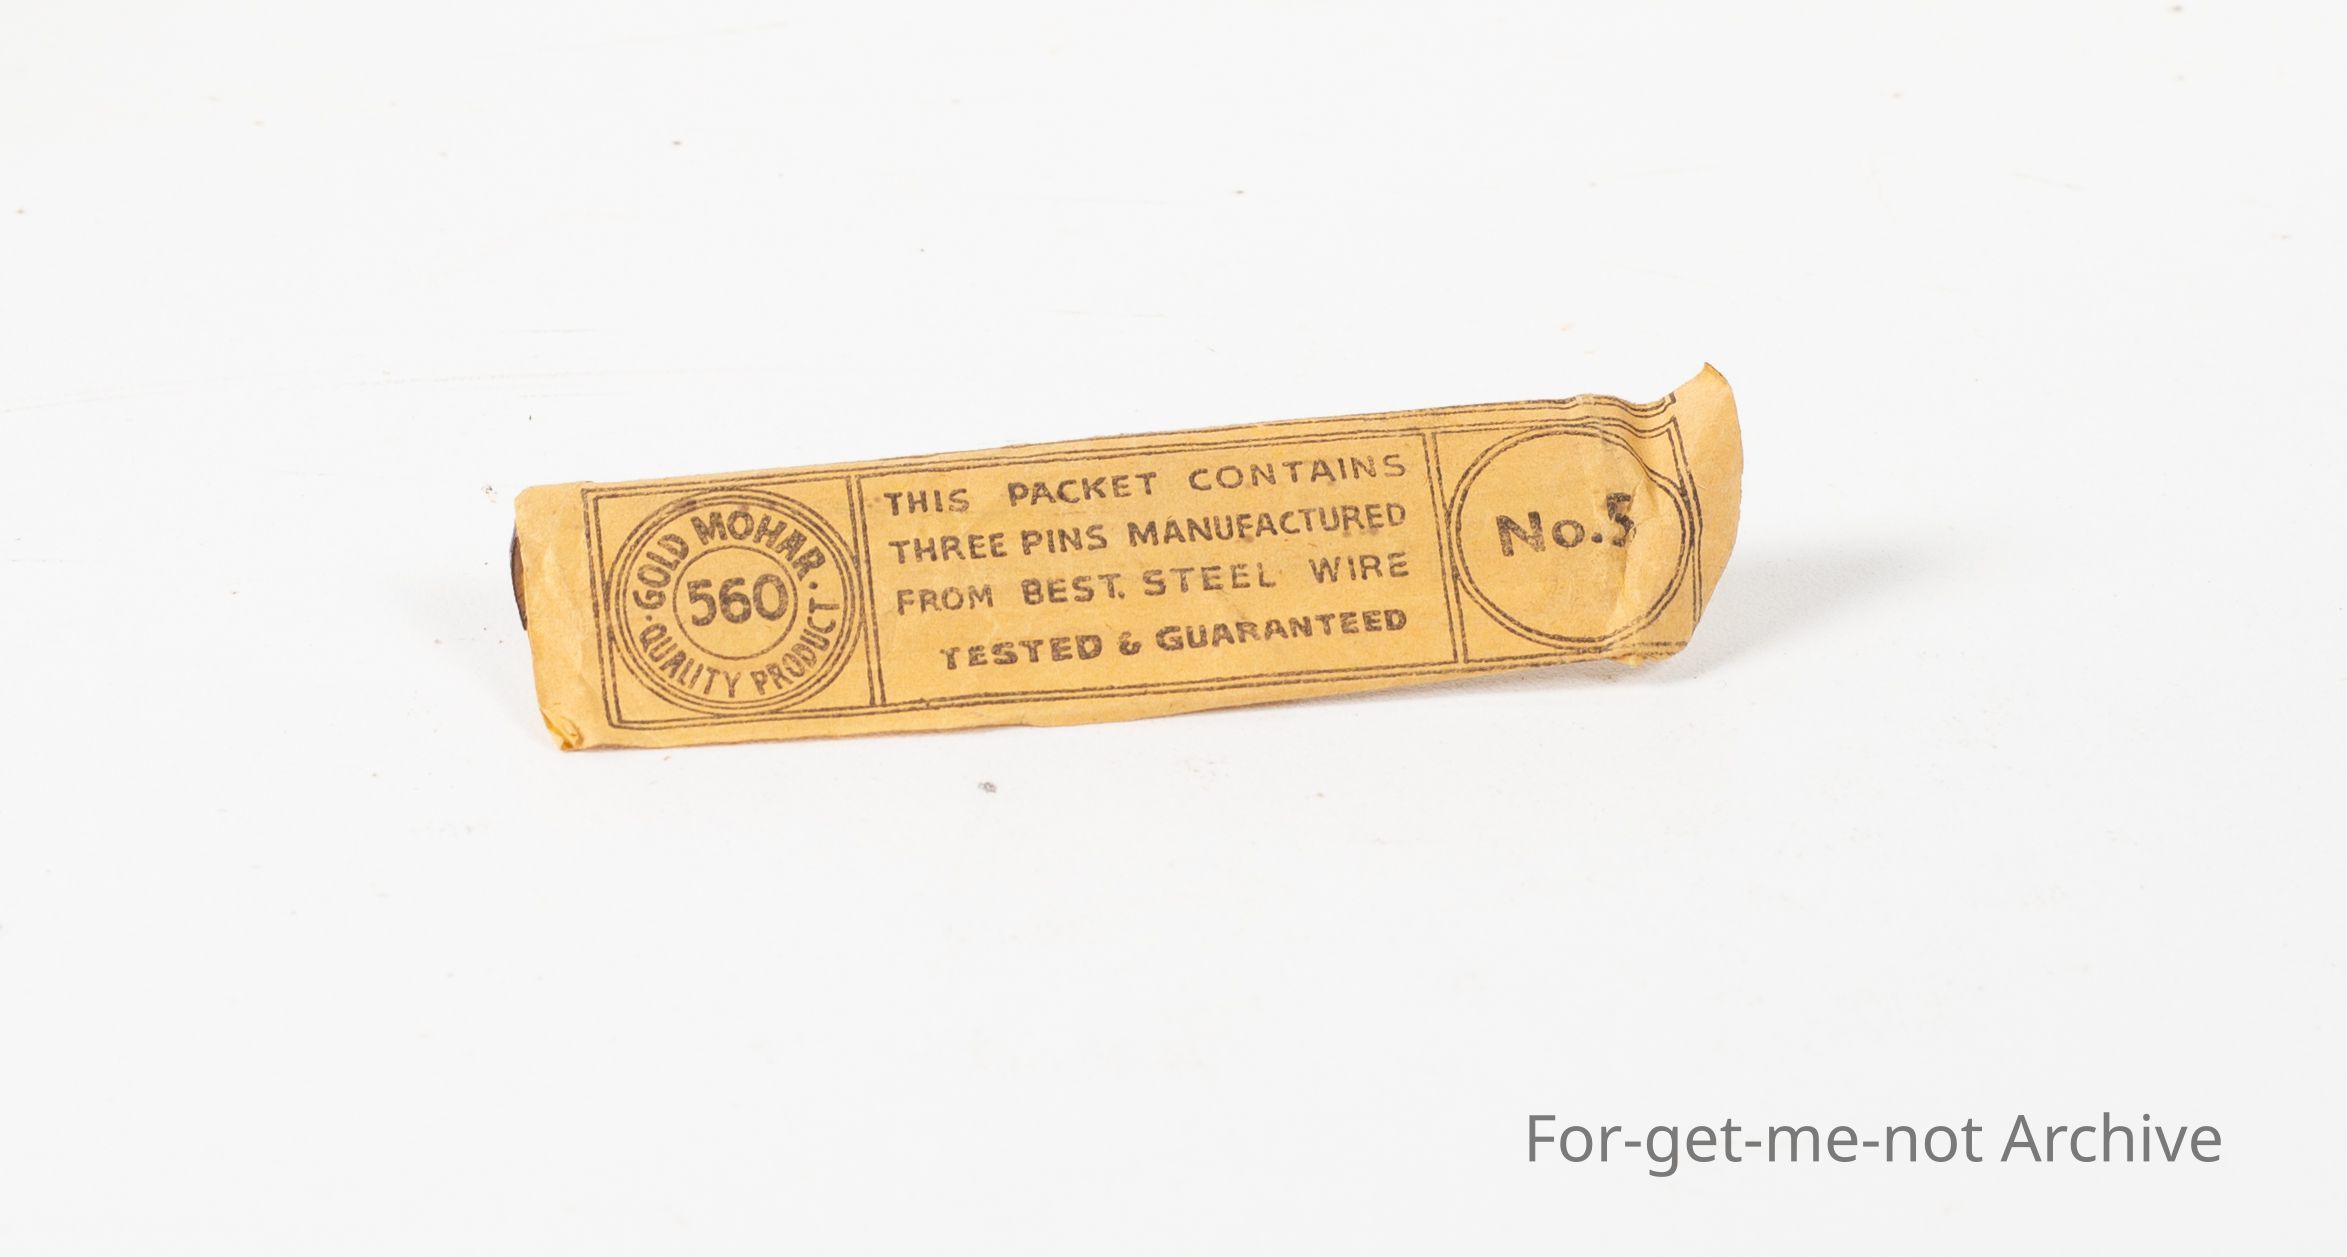 GOLD MOHAR
560
QUALITY PRODUCT
THIS PACKET CONTAINS
THREE PINS MANUFACTURED
FROM BEST. STEEL WIRE
TESTED & GUARANTEED
No.5
For-get-me-not Archive